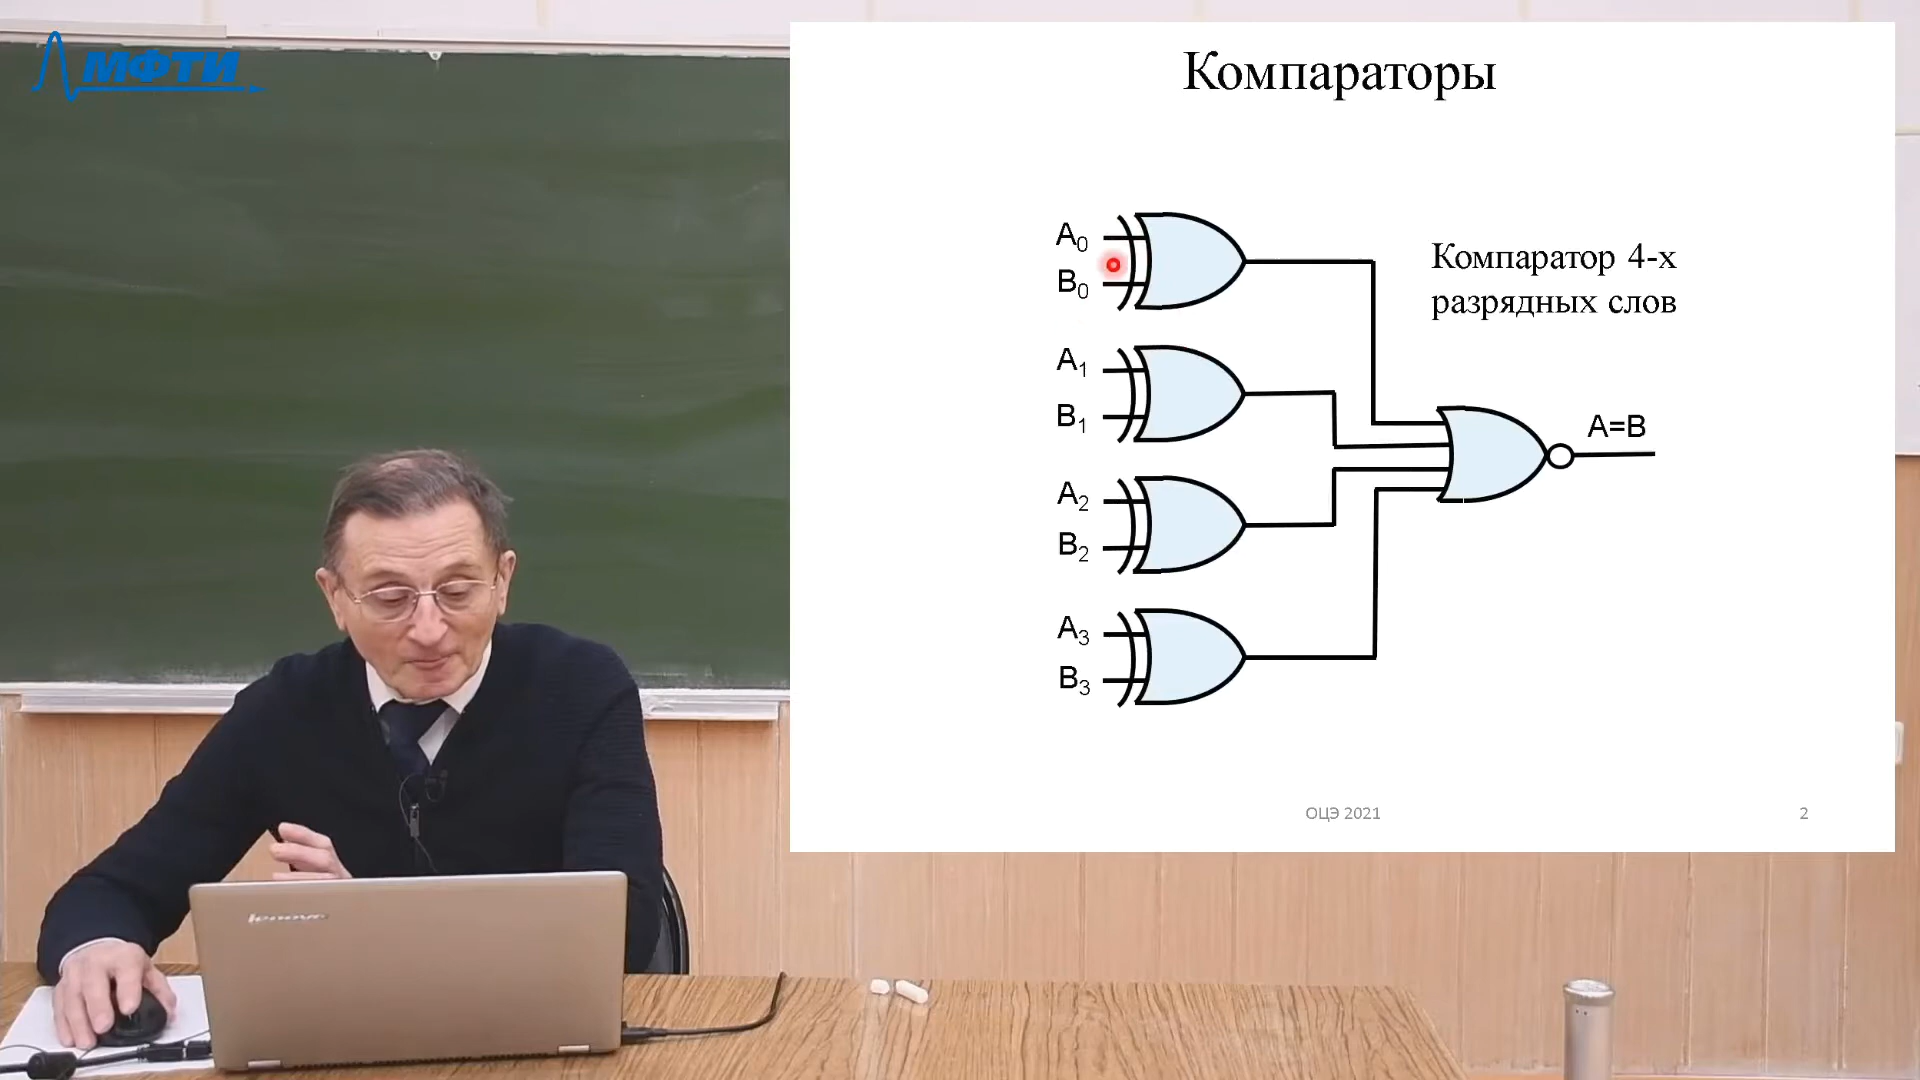 МФТИ
Компараторы
A0
B0
Компаратор 4-х
разрядных слов
A1
B1
A=B
A2
B2
A3
B3
ОЦЭ 2021
2
lenovo